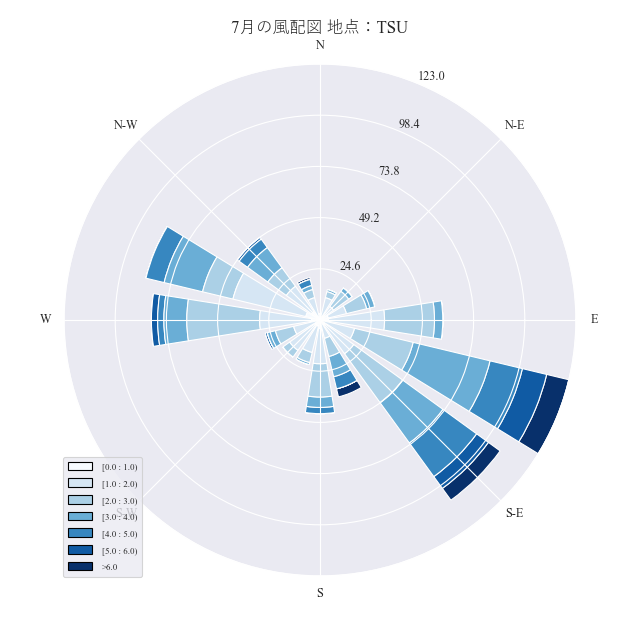 7月の風配図 地点：TSU
N
123.0
N-W
N-E
98.4
73.8
49.2
24.6
W
E
S-W
S-E
S
[0.0 : 1.0)
[1.0 : 2.0)
[2.0 : 3.0)
[3.0 : 4.0)
[4.0 : 5.0)
[5.0 : 6.0)
>6.0